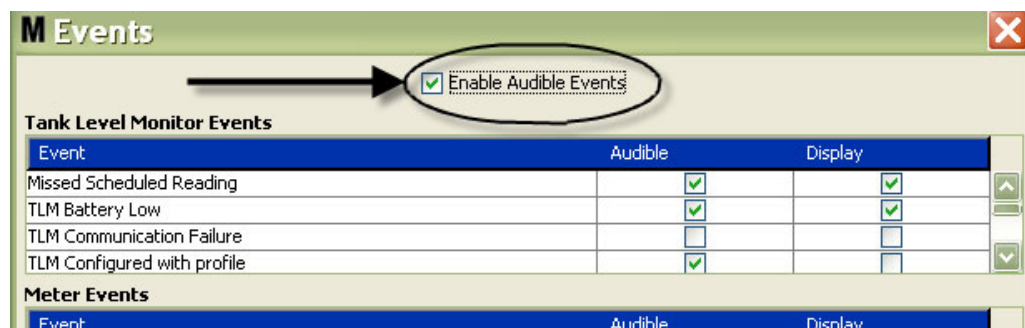 M Events
Enable Audible Events
Tank Level Monitor Events
Event Audible Display
Missed Scheduled Reading
TLM Battery Low
TLM Communication Failure
TLM Configured with profile
Meter Events
Event Audible Display